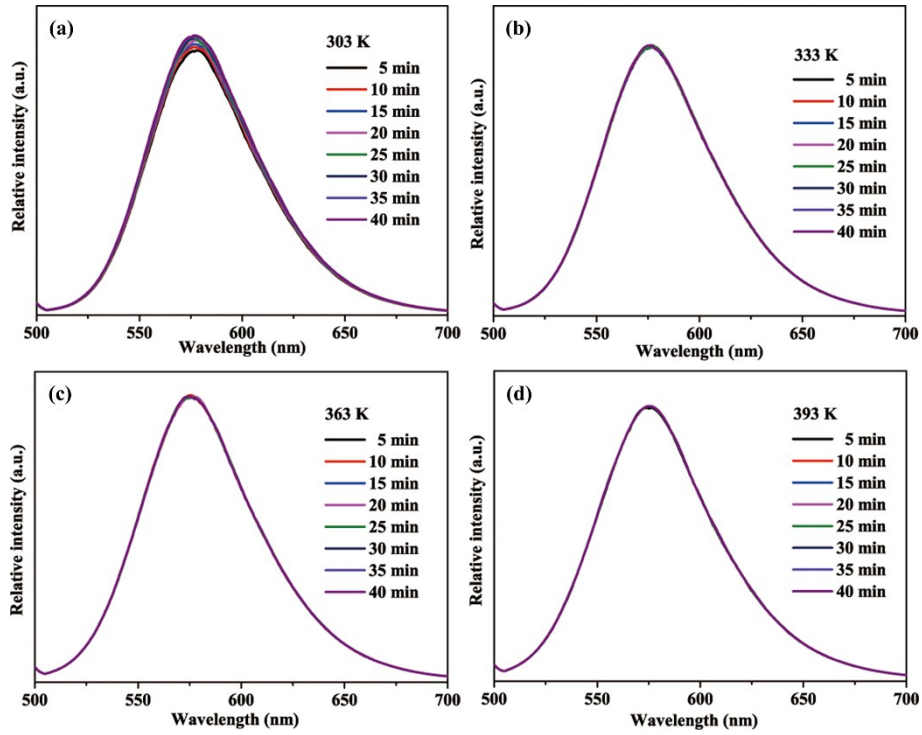 (a)
303 K
5 min
10 min
15 min
20 min
25 min
30 min
35 min
40 min
Relative intensity (a.u.)
500 550 600 650 700
Wavelength (nm)
(b)
333 K
5 min
10 min
15 min
20 min
25 min
30 min
35 min
40 min
Relative intensity (a.u.)
500 550 600 650 700
Wavelength (nm)
(c)
363 K
5 min
10 min
15 min
20 min
25 min
30 min
35 min
40 min
Relative intensity (a.u.)
500 550 600 650 700
Wavelength (nm)
(d)
393 K
5 min
10 min
15 min
20 min
25 min
30 min
35 min
40 min
Relative intensity (a.u.)
500 550 600 650 700
Wavelength (nm)